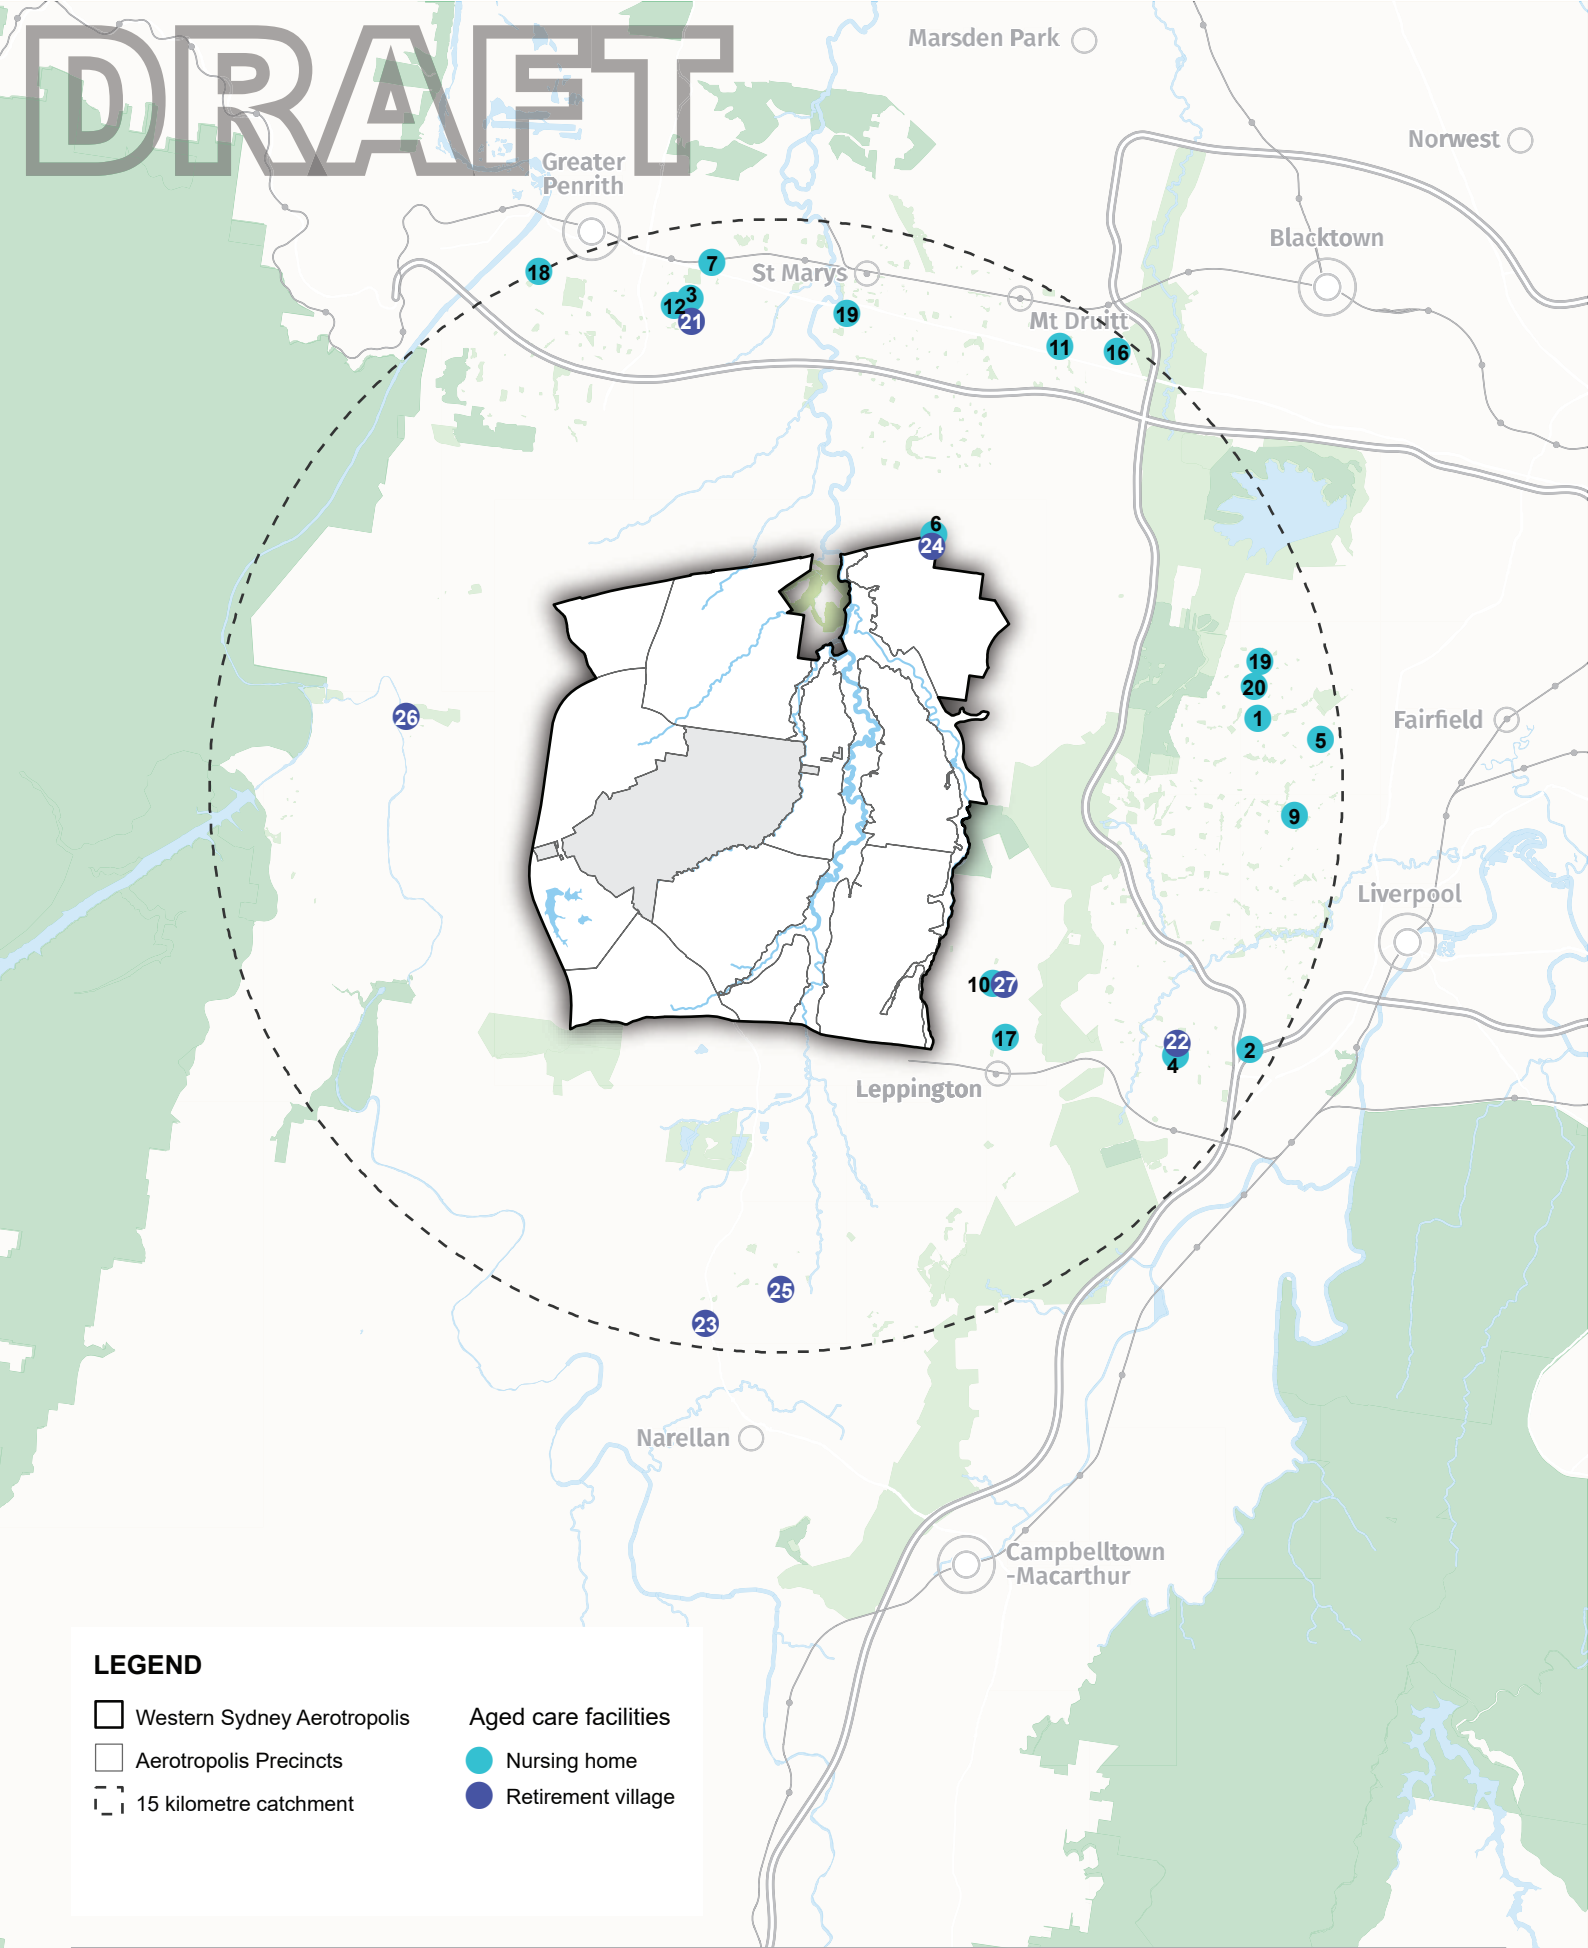 DRAFT
Marsden Park
Norwest
Greater
Penrith
Blacktown
7
St Marys
18
3
12
21
19
Mt Druitt
11
16
6
24
19
20
1
26
Fairfield
5
9
Liverpool
10
27
17
22
4
2
Leppington
25
23
Narellan
Campbelltown
-Macarthur
LEGEND
Western Sydney Aerotropolis
Aerotropolis Precincts
15 kilometre catchment
Aged care facilities
Nursing home
Retirement village